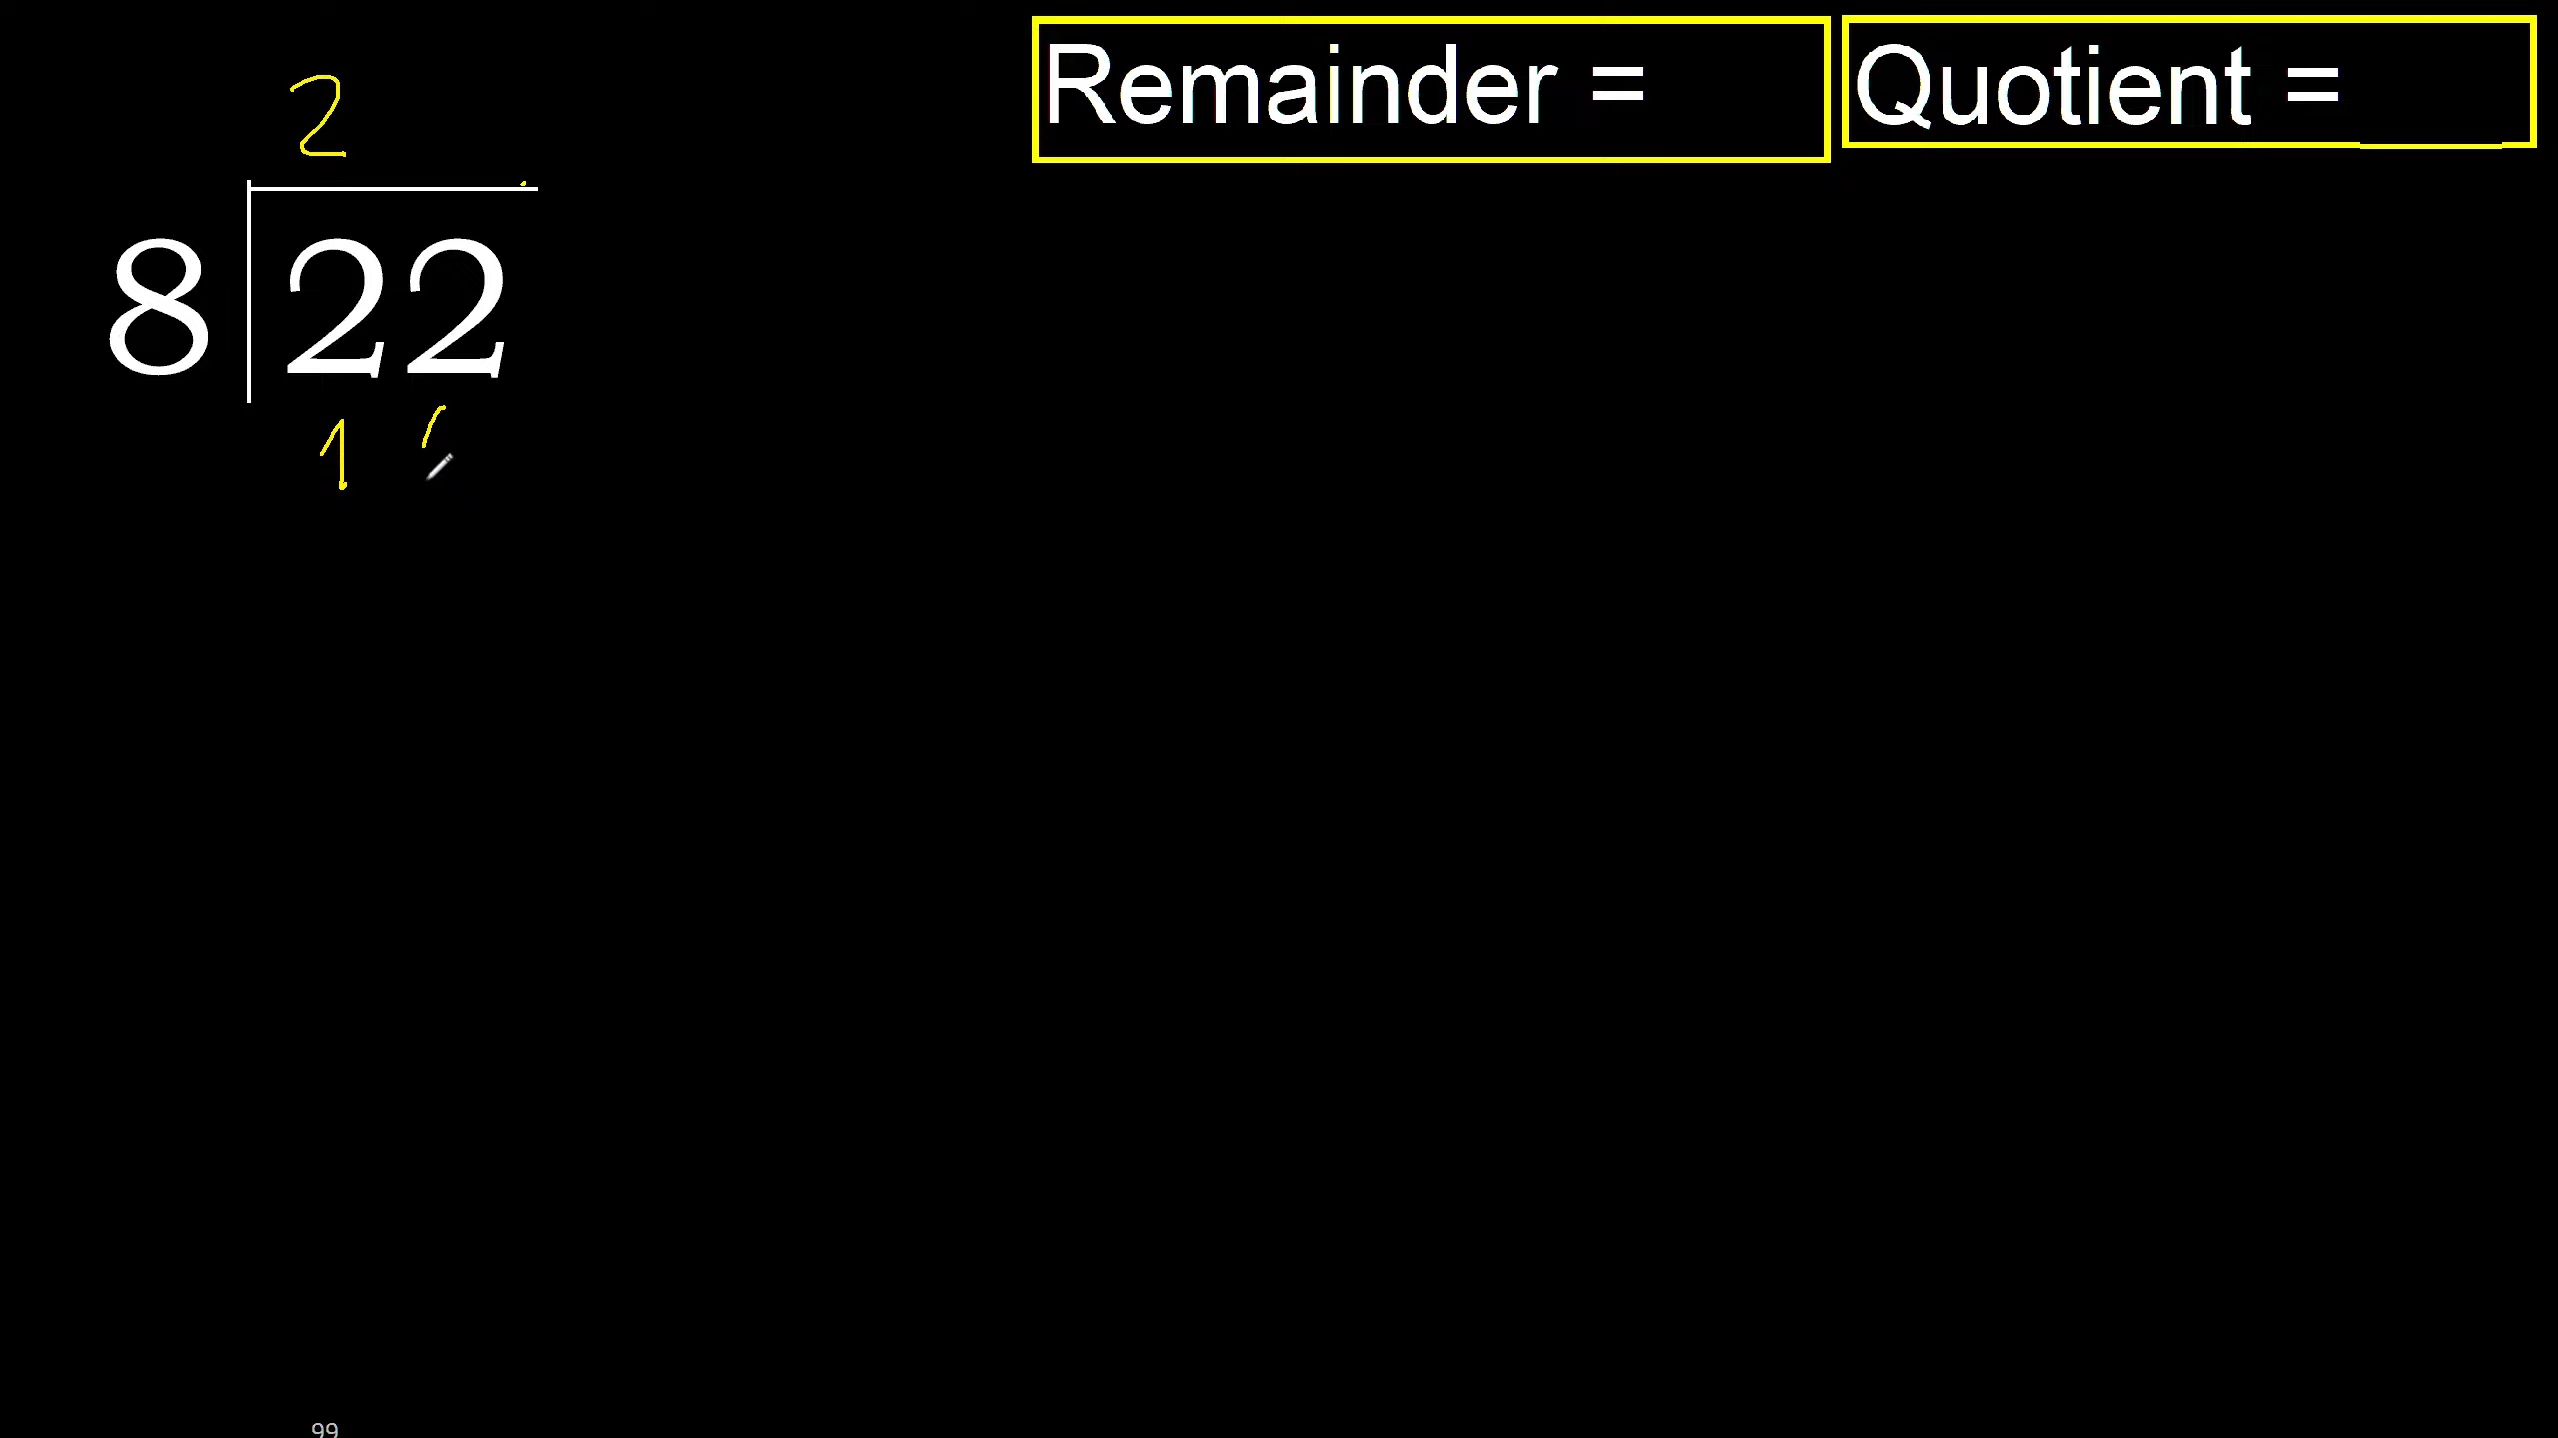 Remainder = Quotient =
2
8 22
1
99